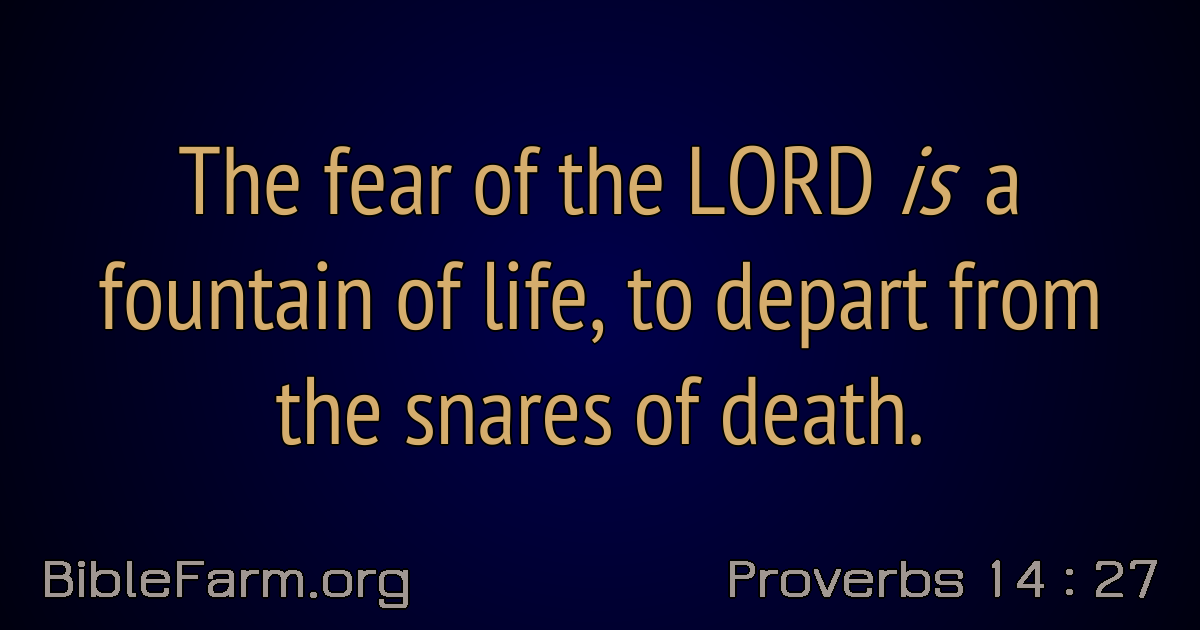 The fear of the LORD is a
fountain of life, to depart from
the snares of death.
BibleFarm.org
Proverbs 14 : 27